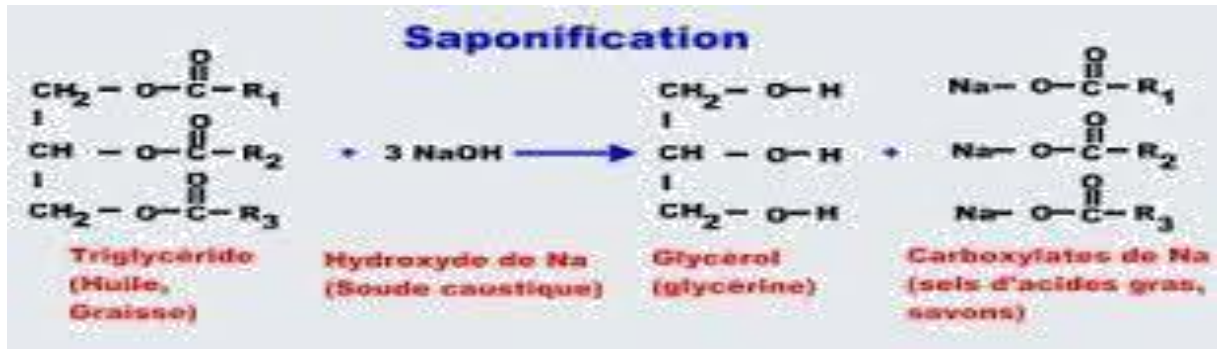 Saponification
O O
CH2 – O – C – R1 CH2 – O – H Na – O – C – R1
O O
CH – O – C – R2 + 3 NaOH CH – O – H + Na – O – C – R2
O O
CH2 – O – C – R3 CH2 – O – H Na – O – C – R3
Triglycéride Hydroxyde de Na Glycérol Carboxylates de Na
(Huile, (Soude caustique) (glycérine) (sels d'acides gras,
Graisse) savons)